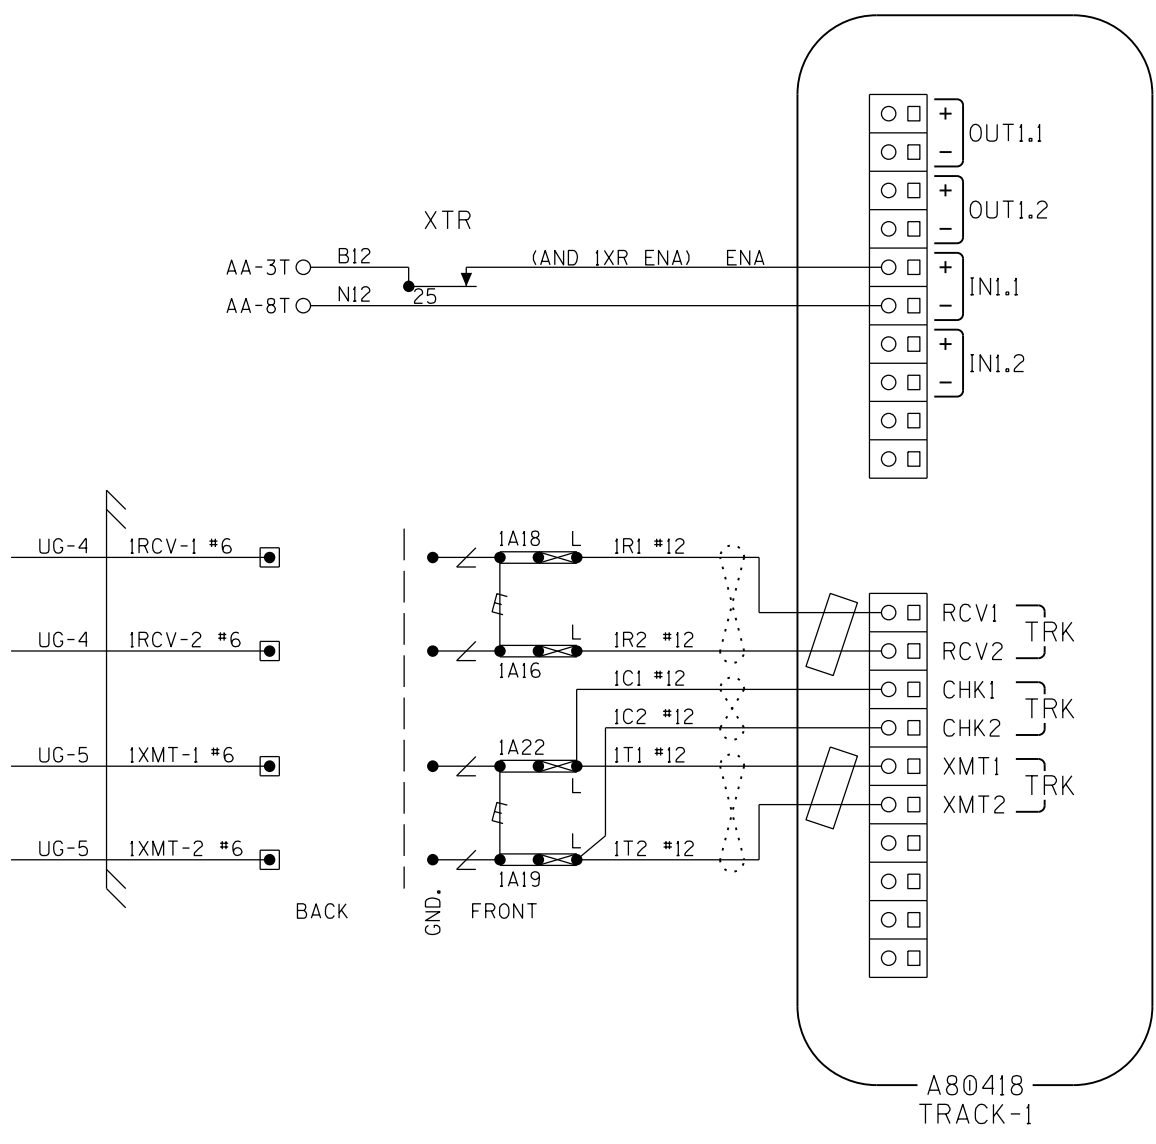 +
OUT1.1
−
+
OUT1.2
−
XTR
AA-3T B12 (AND 1XR ENA) ENA +
IN1.1
25
AA-8T N12 −
+
IN1.2
−
UG-4 1RCV-1 #6 1A18 L 1R1 #12
RCV1
TRK
UG-4 1RCV-2 #6 L 1R2 #12 RCV2
1A16
1C1 #12 CHK1
TRK
1C2 #12 CHK2
UG-5 1XMT-1 #6 1A22 1T1 #12 XMT1
L
TRK
XMT2
UG-5 1XMT-2 #6 L 1T2 #12
1A19
BACK GND. FRONT
A80418
TRACK-1